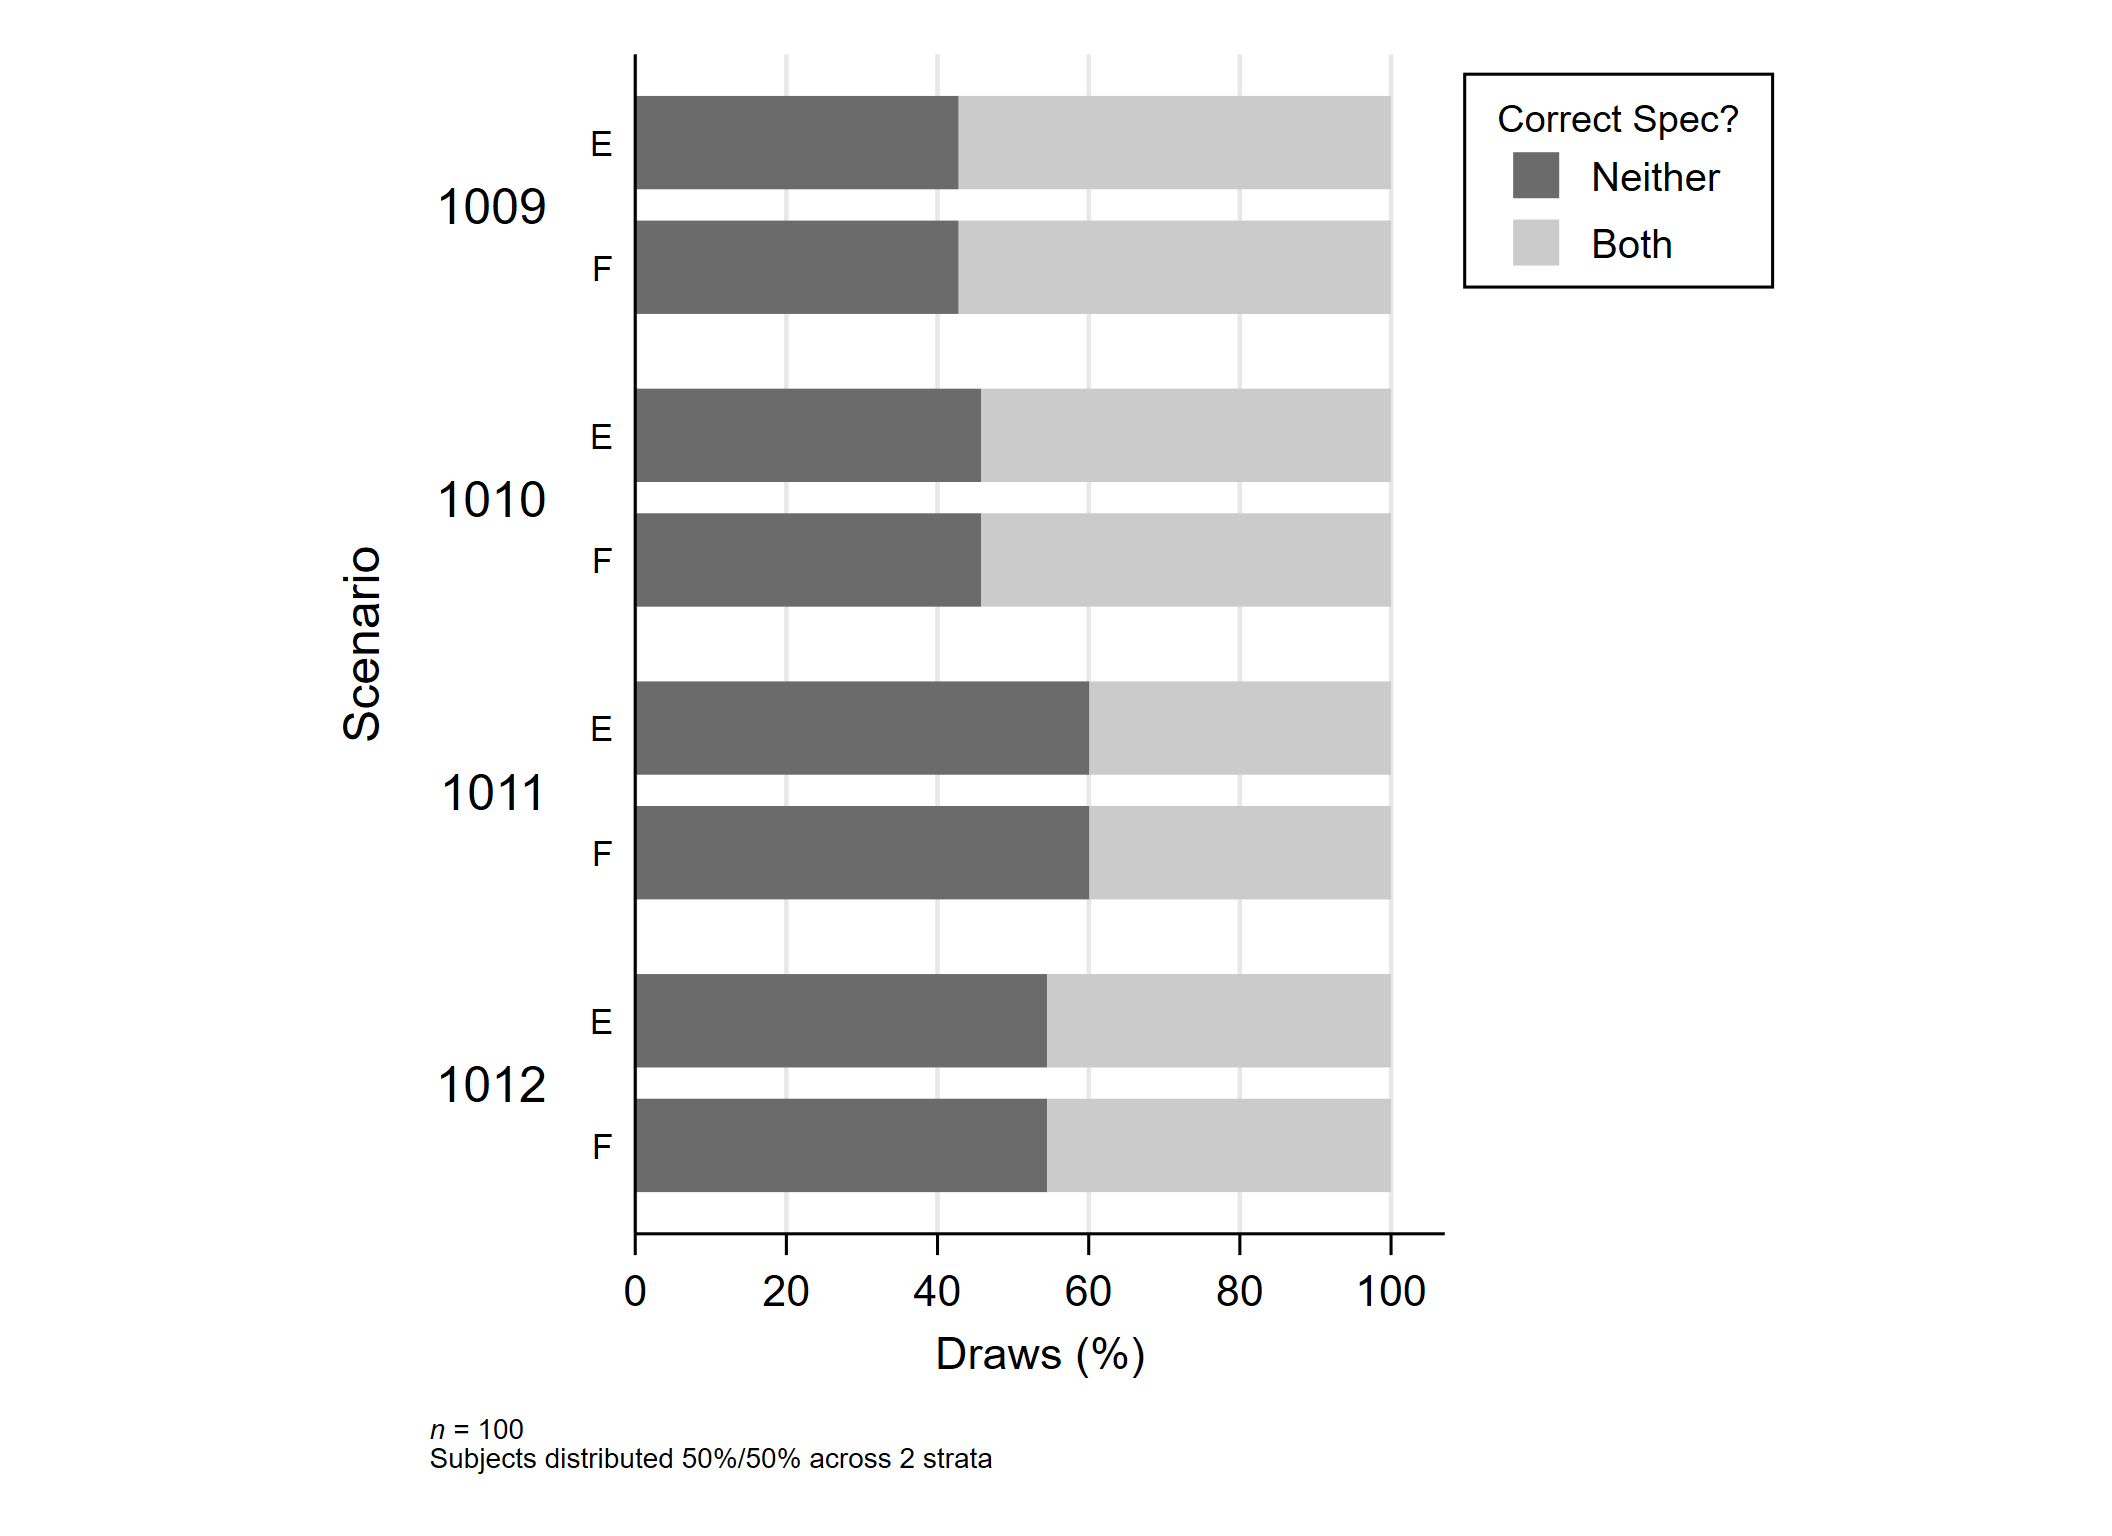 Correct Spec?
Neither
Both
Scenario
1009
E
F
1010
E
F
1011
E
F
1012
E
F
0 20 40 60 80 100
Draws (%)
n = 100
Subjects distributed 50%/50% across 2 strata